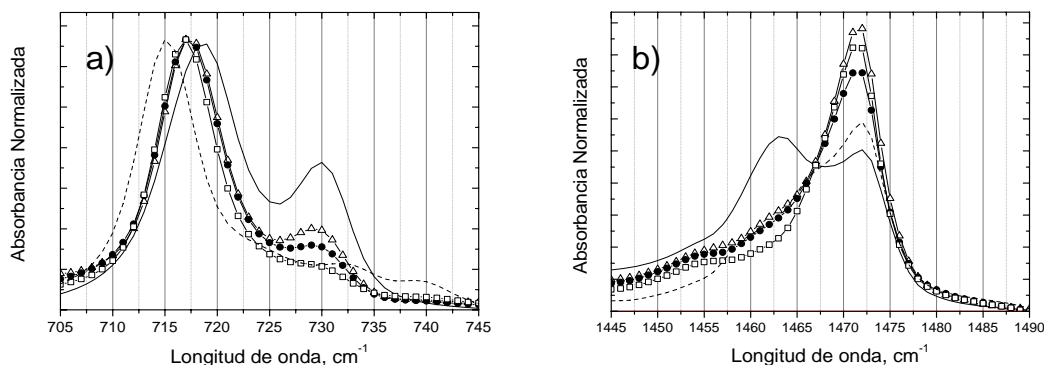 a)
Absorbancia Normalizada
705 710 715 720 725 730 735 740 745
Longitud de onda, cm-1
b)
Absorbancia Normalizada
1445 1450 1455 1460 1465 1470 1475 1480 1485 1490
Longitud de onda, cm-1